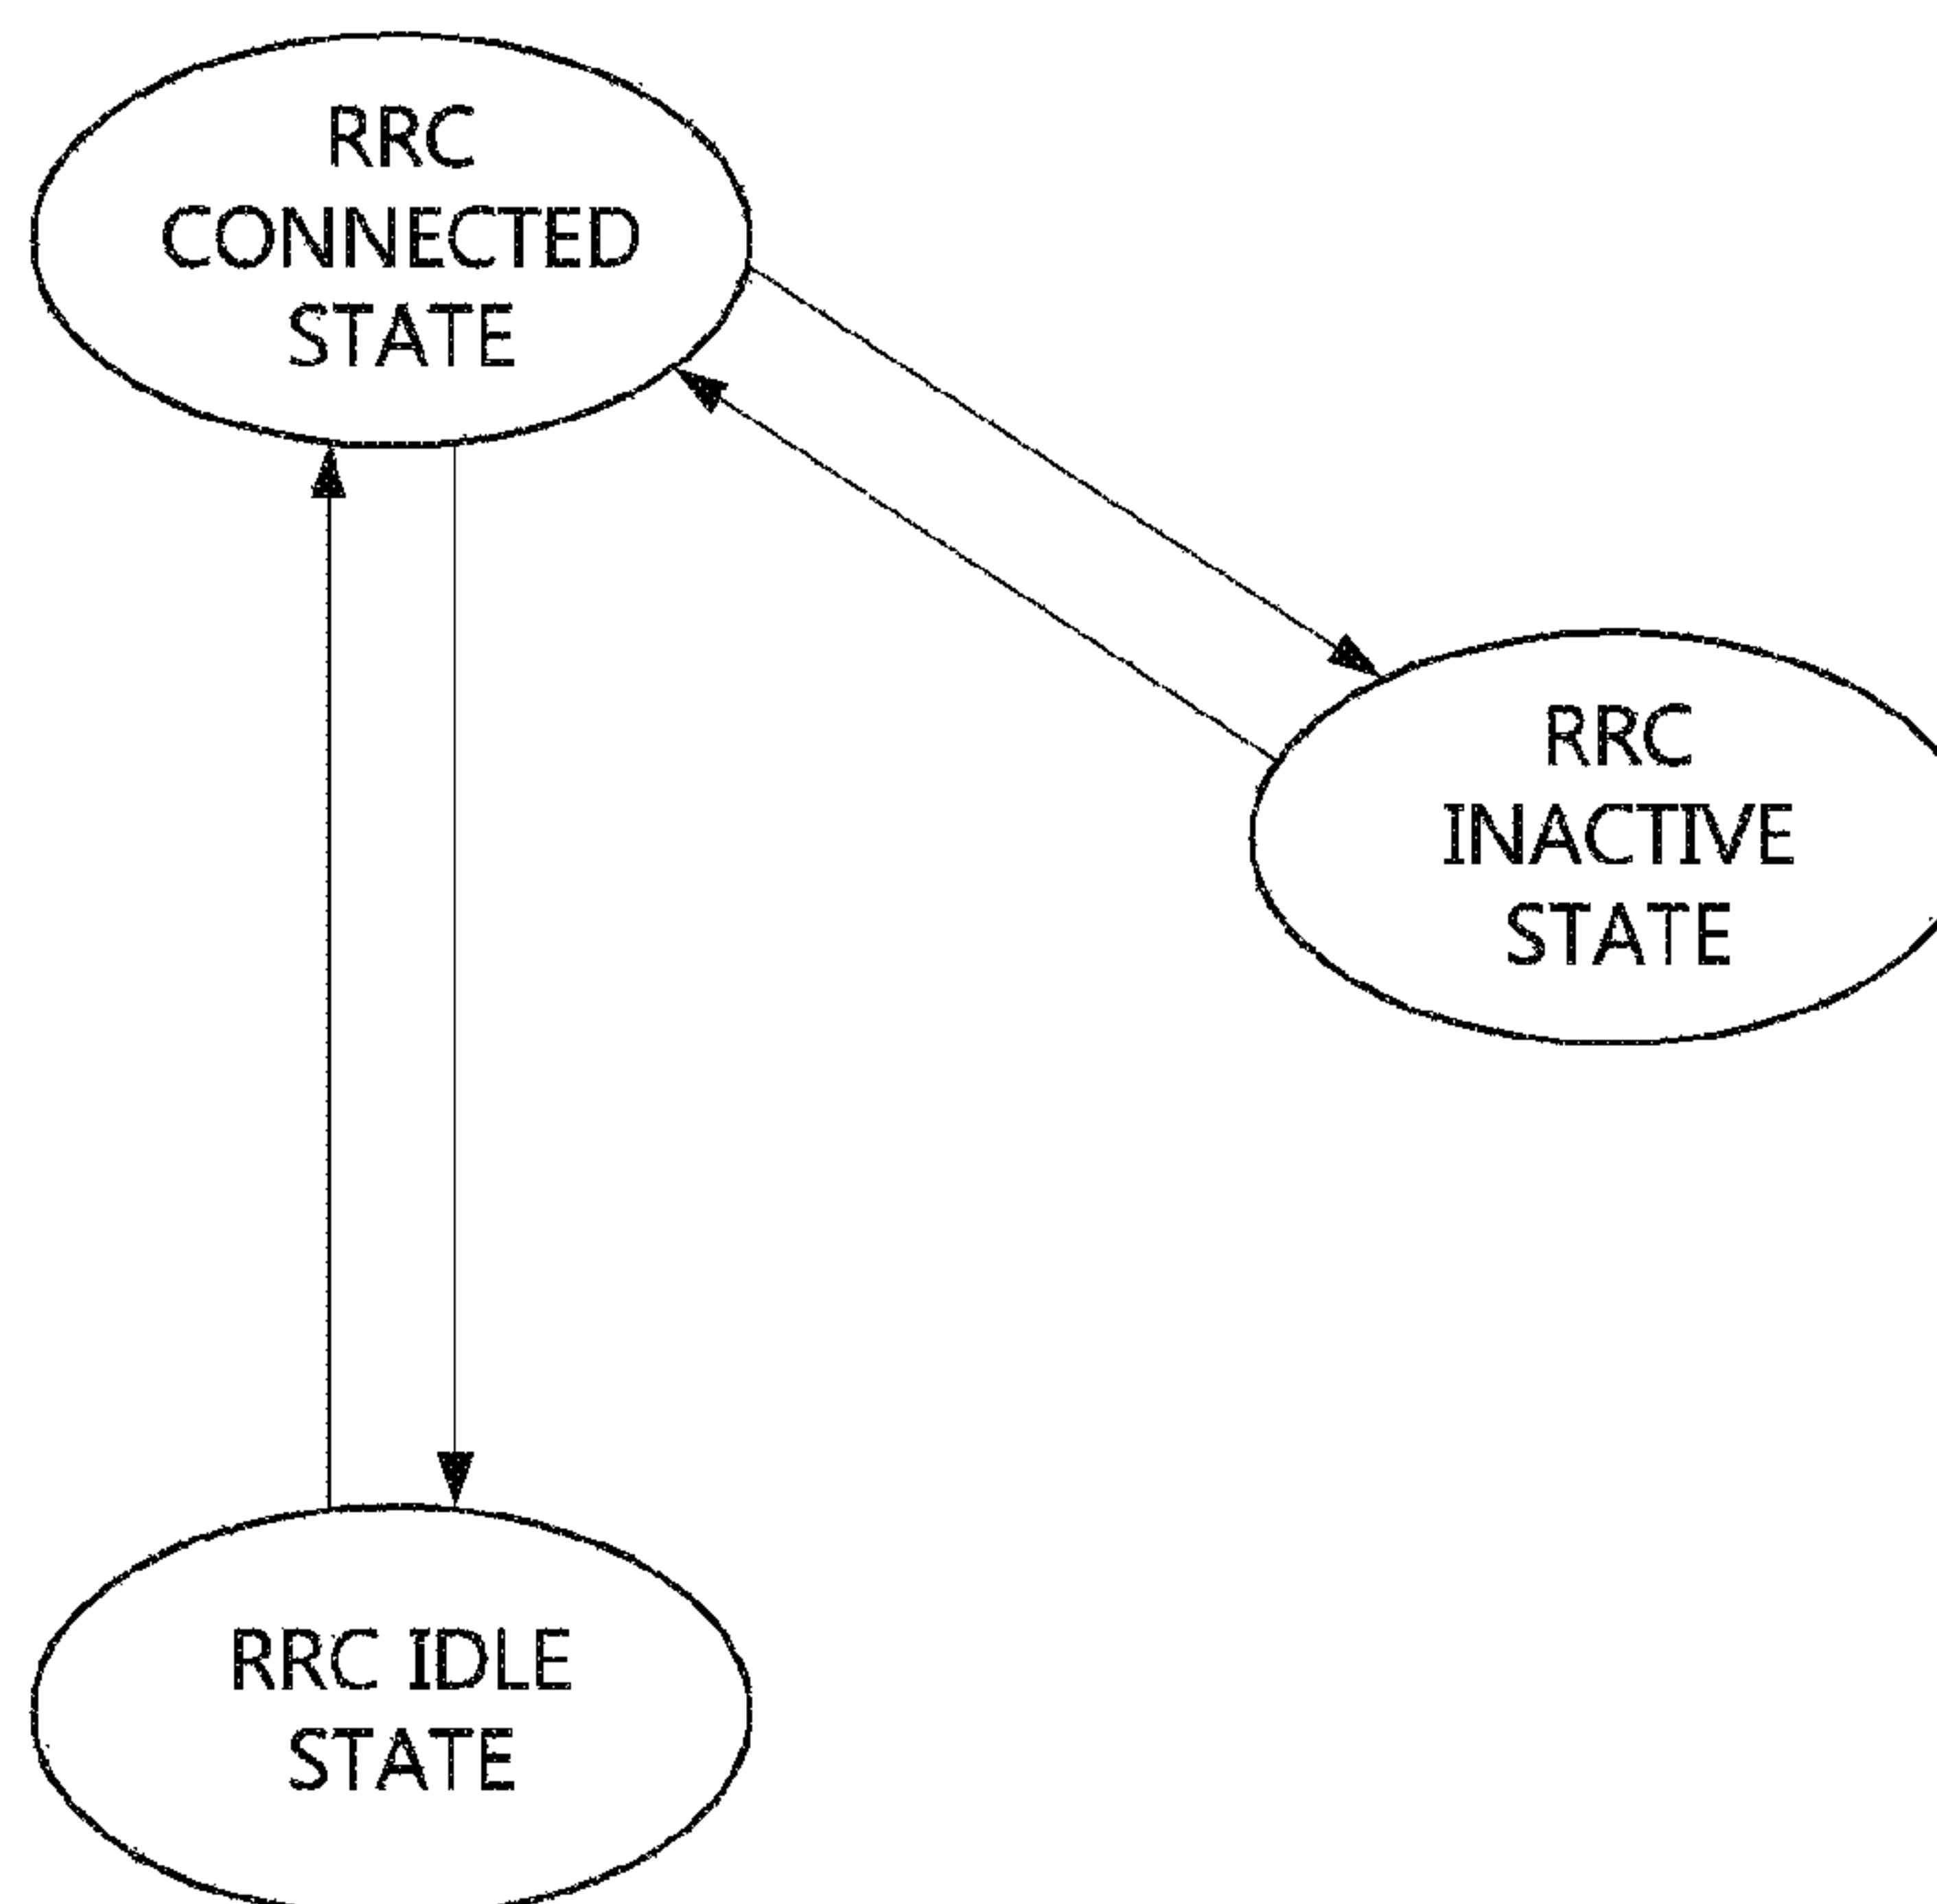 RRC
CONNECTED
STATE
RRC
INACTIVE
STATE
RRC IDLE
STATE